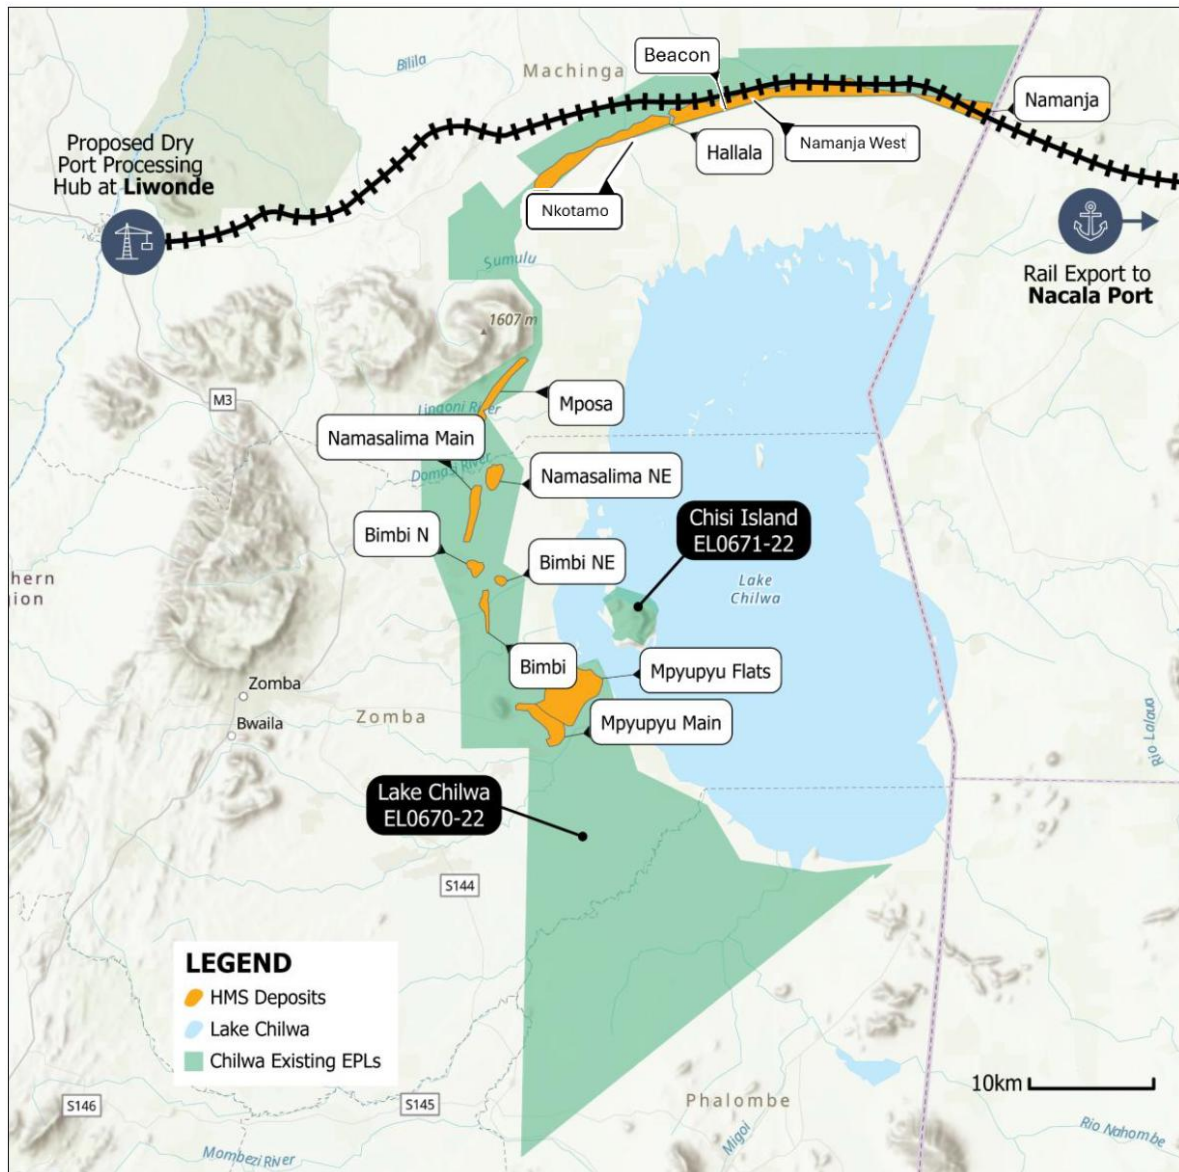 Bilila
Machinga
Beacon
Namanja
Proposed Dry
Port Processing
Hub at Liwonde
Hallala
Namanja West
Nkotamo
Sumulu
Rail Export to
Nacala Port
1607 m
M3
Mposa
Lingoni River
Namasalima Main
Domasi River
Namasalima NE
Chisi Island
EL0671-22
Bimbi N
Bimbi NE
hern
gion
Lake
Chilwa
Bimbi
Mpyupyu Flats
Zomba
Zomba
Bwaila
Mpyupyu Main
Rio Lalaua
Lake Chilwa
EL0670-22
S144
LEGEND
HMS Deposits
Lake Chilwa
Chilwa Existing EPLs
10km
S146
S145
Phalombe
Migoi
Rio Nahombe
Mombezi River